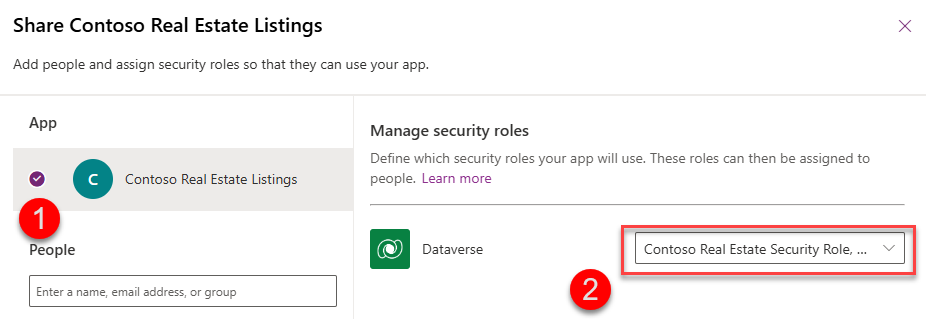 Share Contoso Real Estate Listings
Add people and assign security roles so that they can use your app.
App
C
Contoso Real Estate Listings
1
People
Enter a name, email address, or group
Manage security roles
Define which security roles your app will use. These roles can then be assigned to
people. Learn more
Dataverse
Contoso Real Estate Security Role, ...
2